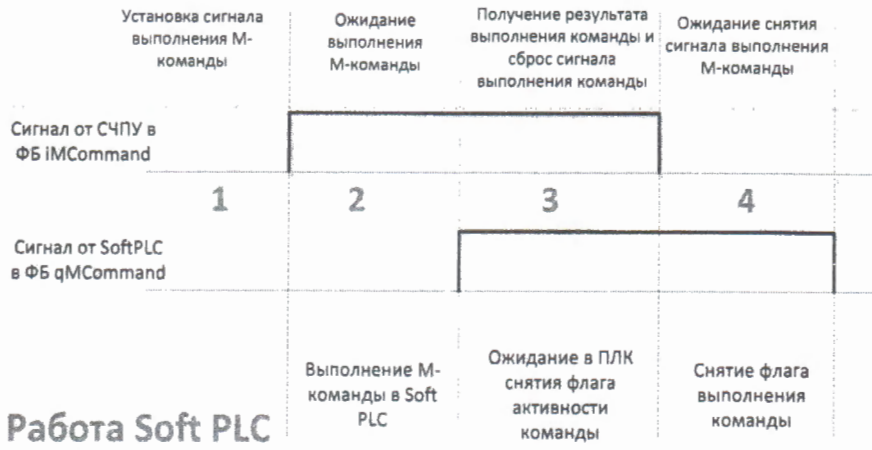 Установка сигнала
выполнения М-
команды
Ожидание
выполнения
М-команды
Получение результата
выполнения команды и
сброс сигнала
выполнения команды
Ожидание снятия
сигнала выполнения
М-команды
Сигнал от СЧПУ в
ФБ iMCommand
1
2
3
4
Сигнал от SoftPLC
в ФБ qMCommand
Выполнение М-
команды в Soft
PLC
Ожидание в ПЛК
снятия флага
активности
команды
Снятие флага
выполнения
команды
Работа Soft PLC